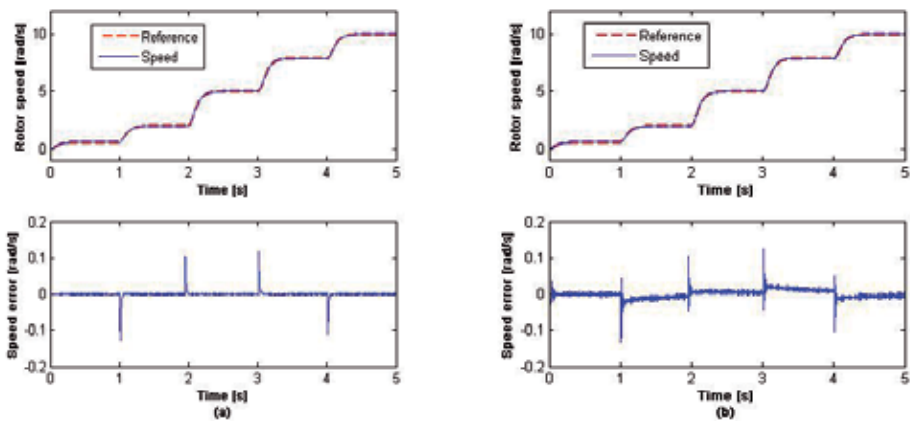 Rotor speed [rad/s]
10
5
0
Reference
Speed
0 1 2 3 4 5
Time [s]
Speed error [rad/s]
0.2
0.1
0
-0.1
-0.2
0 1 2 3 4 5
Time [s]
(a)
Rotor speed [rad/s]
10
5
0
Reference
Speed
0 1 2 3 4 5
Time [s]
Speed error [rad/s]
0.2
0.1
0
-0.1
-0.2
0 1 2 3 4 5
Time [s]
(b)